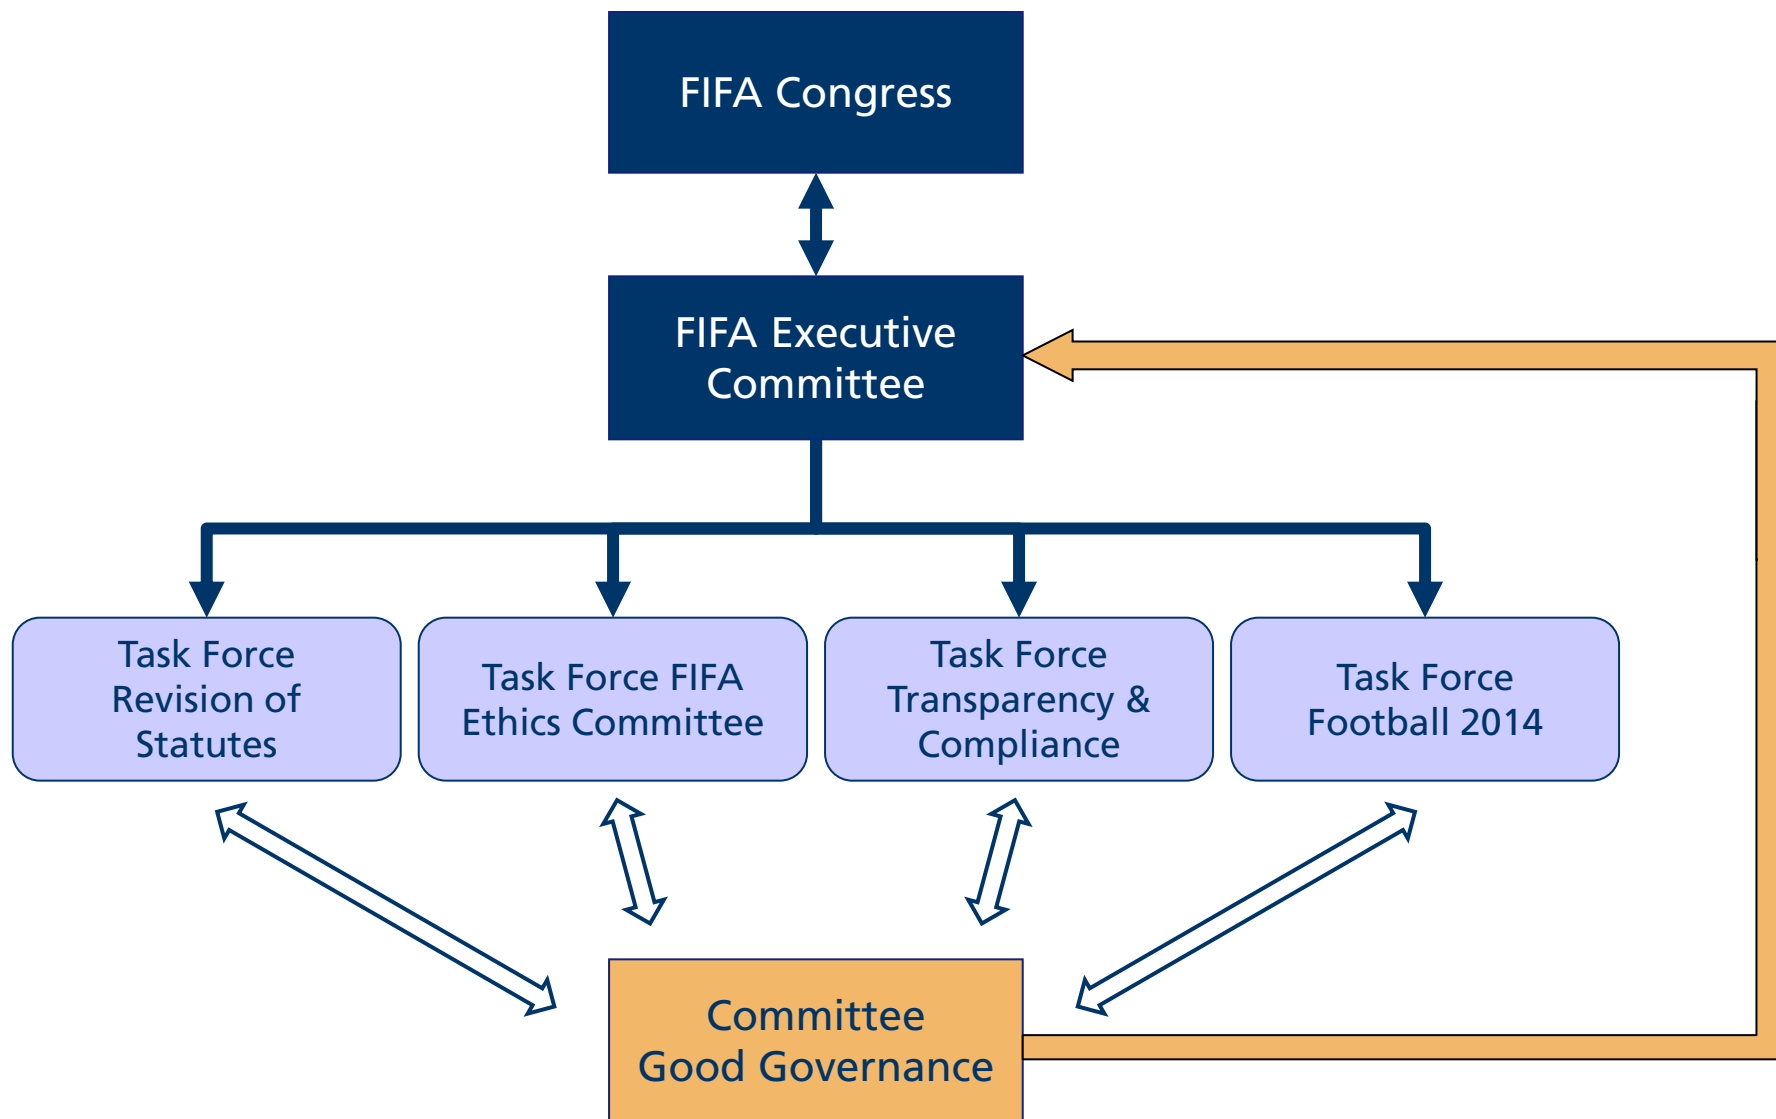 FIFA Congress
FIFA Executive
Committee
Task Force
Revision of
Statutes
Task Force FIFA
Ethics Committee
Task Force
Transparency &
Compliance
Task Force
Football 2014
Committee
Good Governance